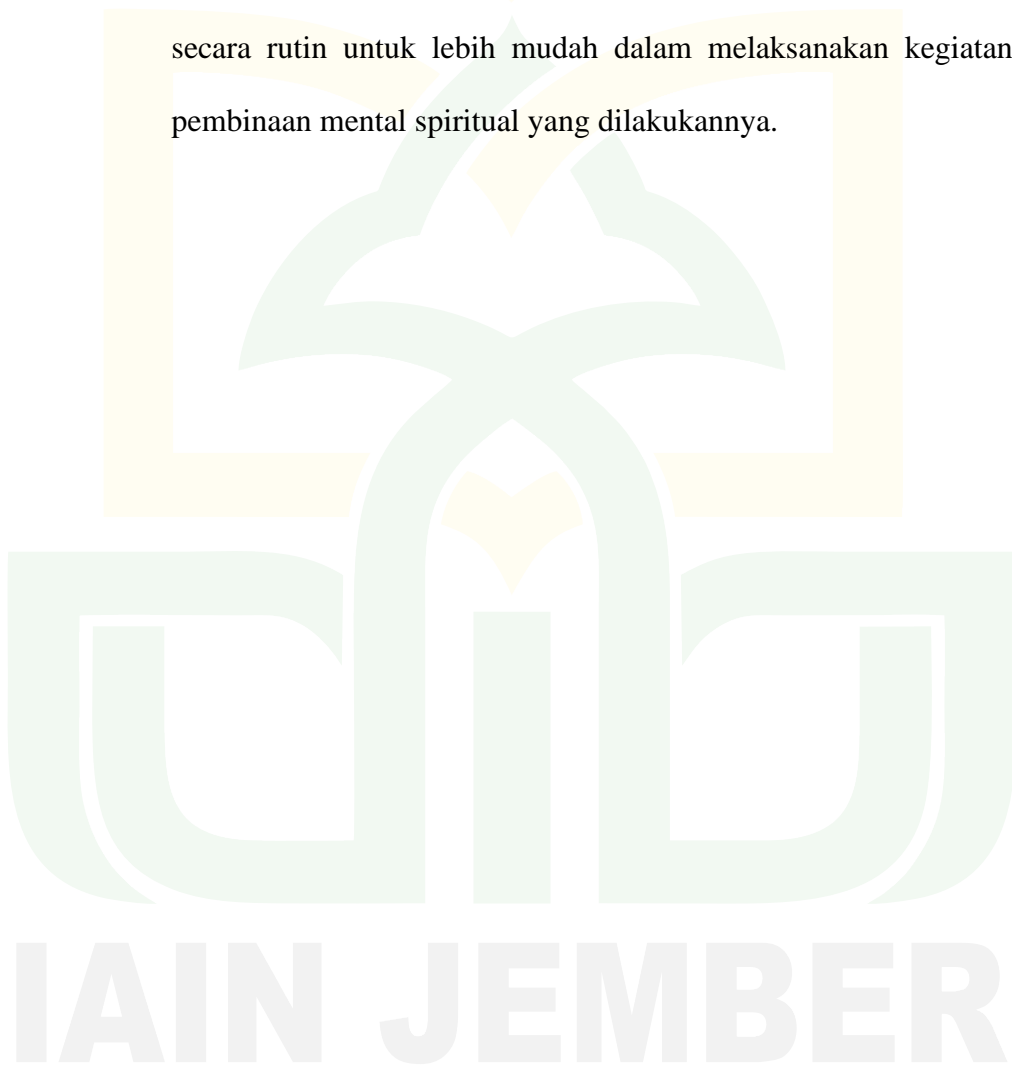 secara rutin untuk lebih mudah dalam melaksanakan kegiatan
pembinaan mental spiritual yang dilakukannya.
IAIN JEMBER